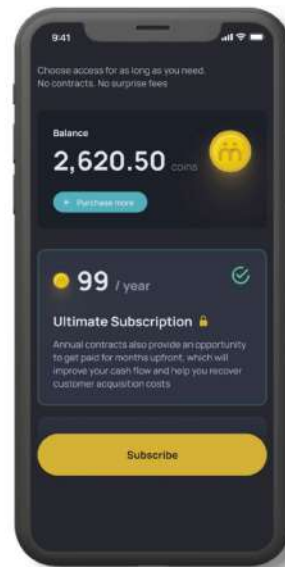 9:41
Choose access for as long as you need.
No contracts. No surprise fees
Balance
2,620.50 coins
+ Purchase more
99 / year
Ultimate Subscription
Annual contracts also provide an opportunity
to get paid for months upfront, which will
improve your cash flow and help you recover
customer acquisition costs
Subscribe